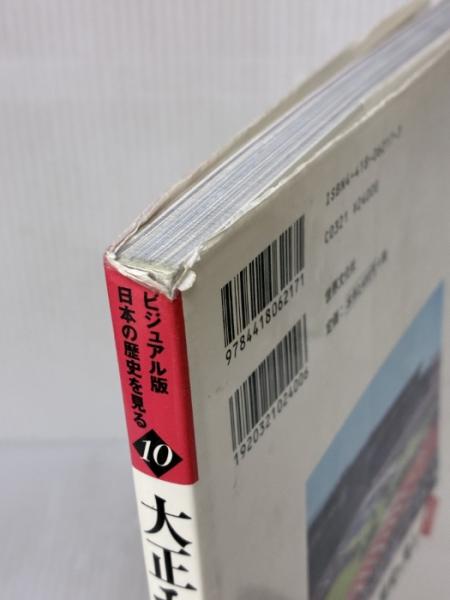 ビジュアル版
日本の歴史を見る
10
大正
ISBN4-418-06217-7
C0321 ¥2400E
9784418062171
1920321024006
世界文化社